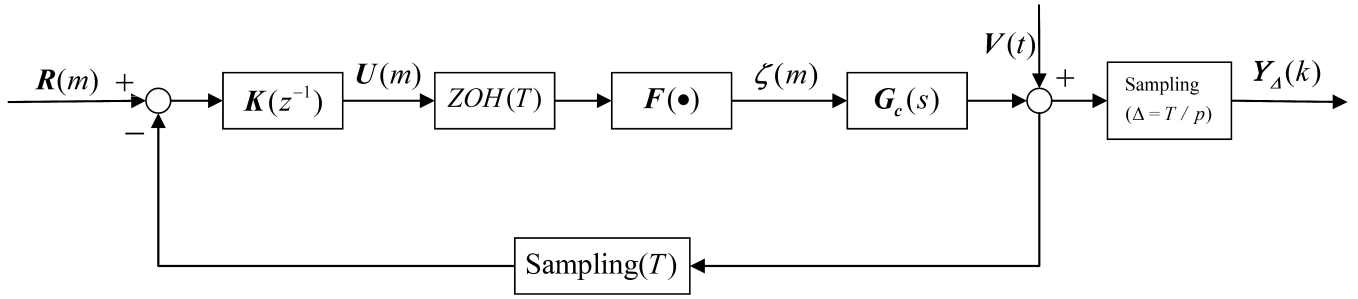 V(t)
R(m) + K(z⁻¹) U(m) ZOH(T) F(•) ζ(m) G_c(s) + Sampling Y_Δ(k)
(Δ = T / p)
−
Sampling(T)